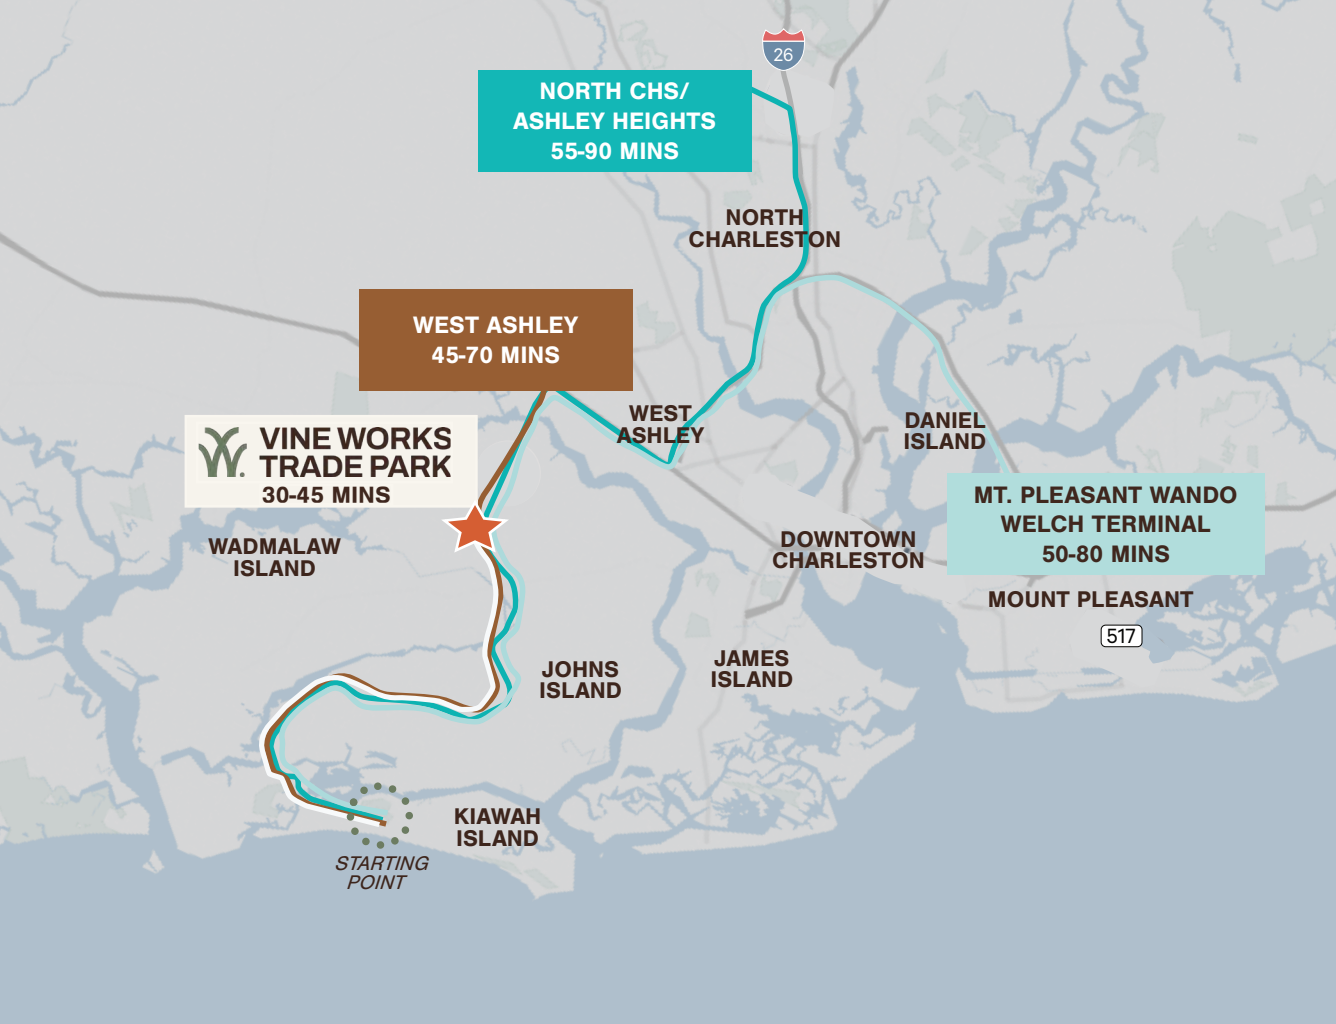 26
NORTH CHS/
ASHLEY HEIGHTS
55-90 MINS
NORTH
CHARLESTON
WEST ASHLEY
45-70 MINS
WEST
ASHLEY
DANIEL
ISLAND
VINE WORKS
TRADE PARK
30-45 MINS
MT. PLEASANT WANDO
WELCH TERMINAL
50-80 MINS
WADMALAW
ISLAND
DOWNTOWN
CHARLESTON
MOUNT PLEASANT
517
JOHNS
ISLAND
JAMES
ISLAND
KIAWAH
ISLAND
STARTING
POINT